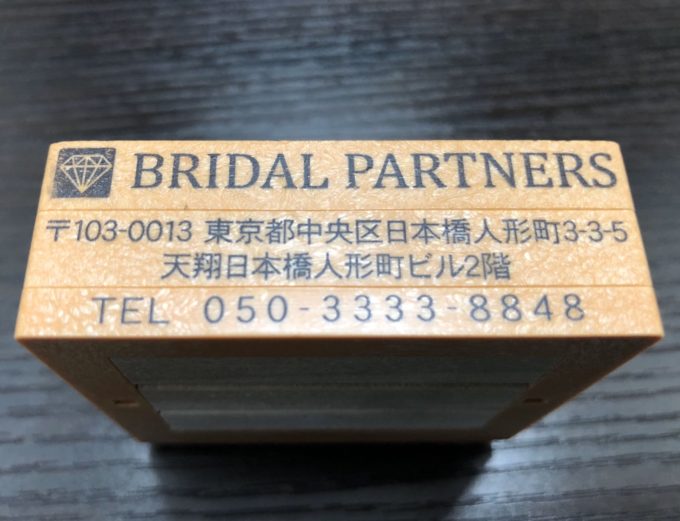 BRIDAL PARTNERS
〒103-0013 東京都中央区日本橋人形町3-3-5
天翔日本橋人形町ビル2階
TEL 050-3333-8848